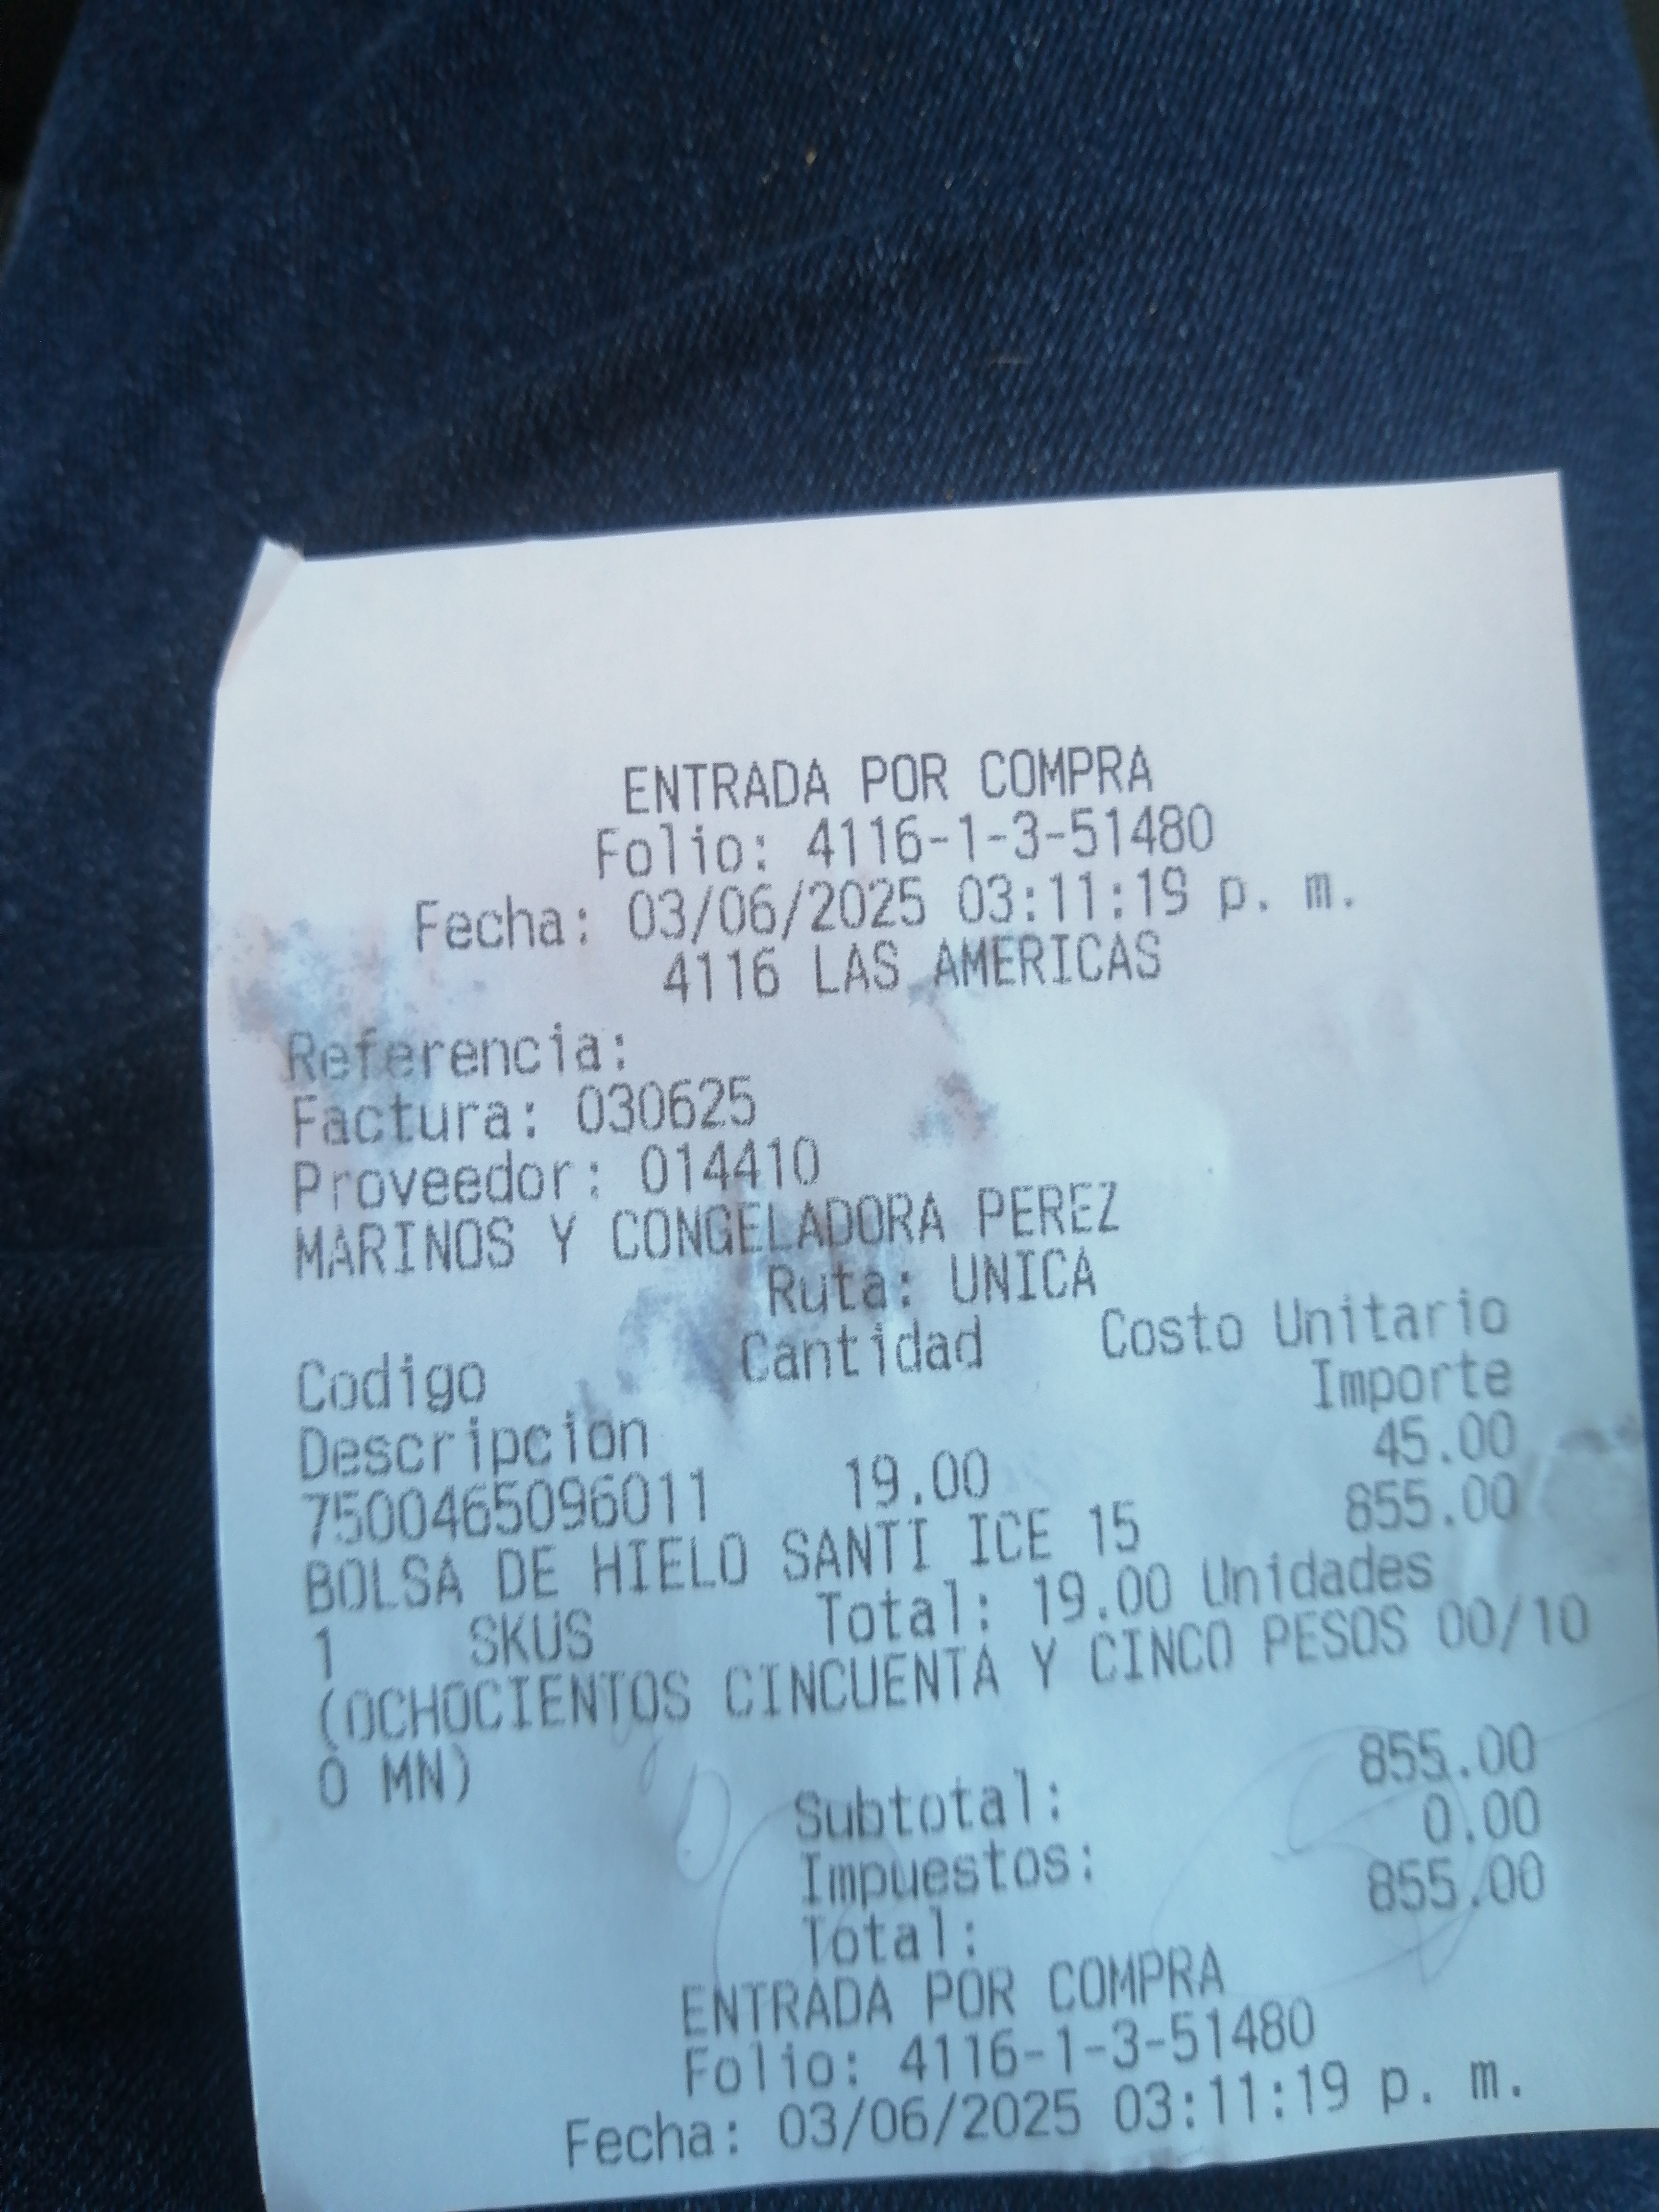 ENTRADA POR COMPRA
Folio: 4116-1-3-51480
Fecha: 03/06/2025 03:11:19 p. m.
4116 LAS AMERICAS
Referencia:
Factura: 030625
Proveedor: 014410
MARINOS Y CONGELADORA PEREZ
Ruta: UNICA
Codigo Cantidad Costo Unitario
Descripcion Importe
7500465096011 19.00 45.00
BOLSA DE HIELO SANTI ICE 15 855.00
1 SKUS Total: 19.00 Unidades
(OCHOCIENTOS CINCUENTA Y CINCO PESOS 00/10
0 MN)
Subtotal: 855.00
Impuestos: 0.00
Total: 855.00
ENTRADA POR COMPRA
Folio: 4116-1-3-51480
Fecha: 03/06/2025 03:11:19 p. m.